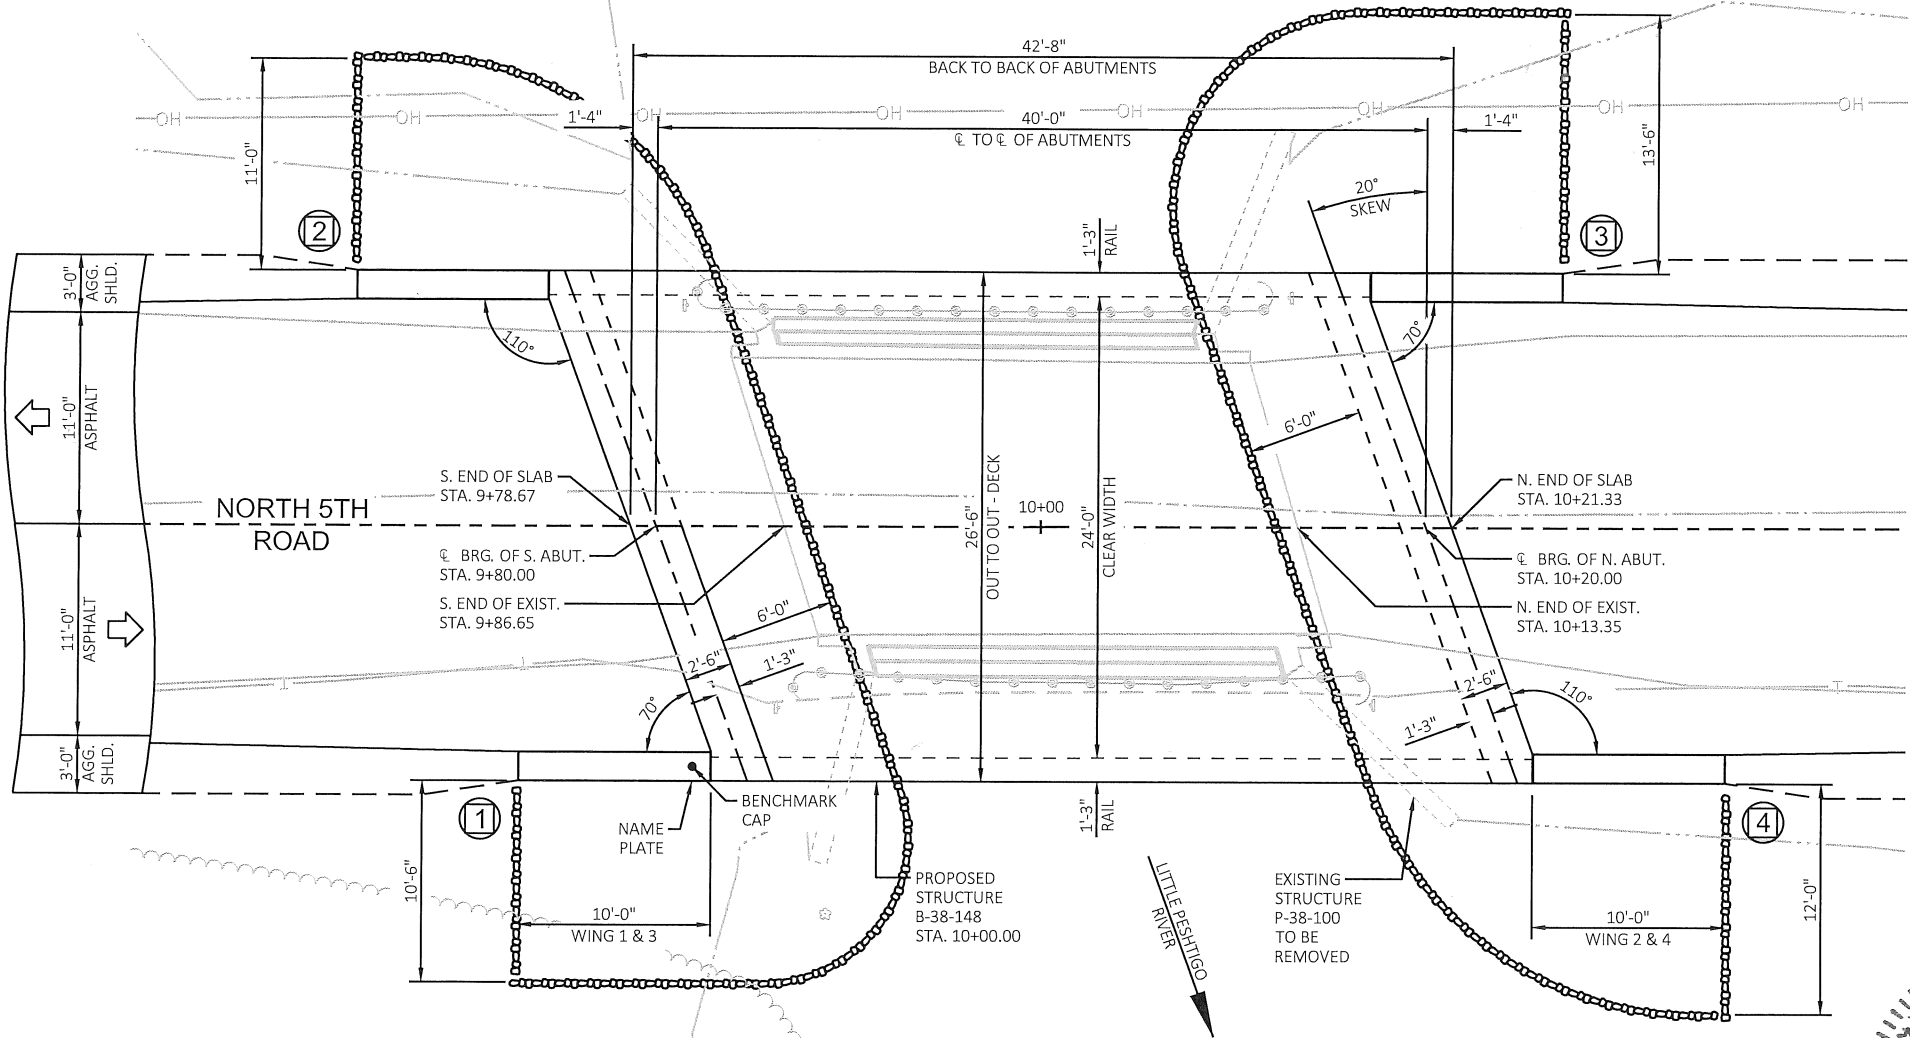 42'-8"
BACK TO BACK OF ABUTMENTS
OH
OH
OH
OH
OH
OH
OH
OH
1'-4"
40'-0"
℄ TO ℄ OF ABUTMENTS
1'-4"
11'-0"
13'-6"
20°
SKEW
2
3
1'-3"
RAIL
3'-0"
AGG.
SHLD.
110°
70°
11'-0"
ASPHALT
6'-0"
S. END OF SLAB
STA. 9+78.67
N. END OF SLAB
STA. 10+21.33
NORTH 5TH
ROAD
10+00
26'-6"
OUT TO OUT - DECK
24'-0"
CLEAR WIDTH
℄ BRG. OF S. ABUT.
STA. 9+80.00
℄ BRG. OF N. ABUT.
STA. 10+20.00
S. END OF EXIST.
STA. 9+86.65
N. END OF EXIST.
STA. 10+13.35
11'-0"
ASPHALT
6'-0"
2'-6"
1'-3"
70°
2'-6"
110°
1'-3"
3'-0"
AGG.
SHLD.
1
BENCHMARK
CAP
NAME
PLATE
1'-3"
RAIL
4
10'-6"
10'-0"
WING 1 & 3
PROPOSED
STRUCTURE
B-38-148
STA. 10+00.00
LITTLE PESHTIGO
RIVER
EXISTING
STRUCTURE
P-38-100
TO BE
REMOVED
10'-0"
WING 2 & 4
12'-0"